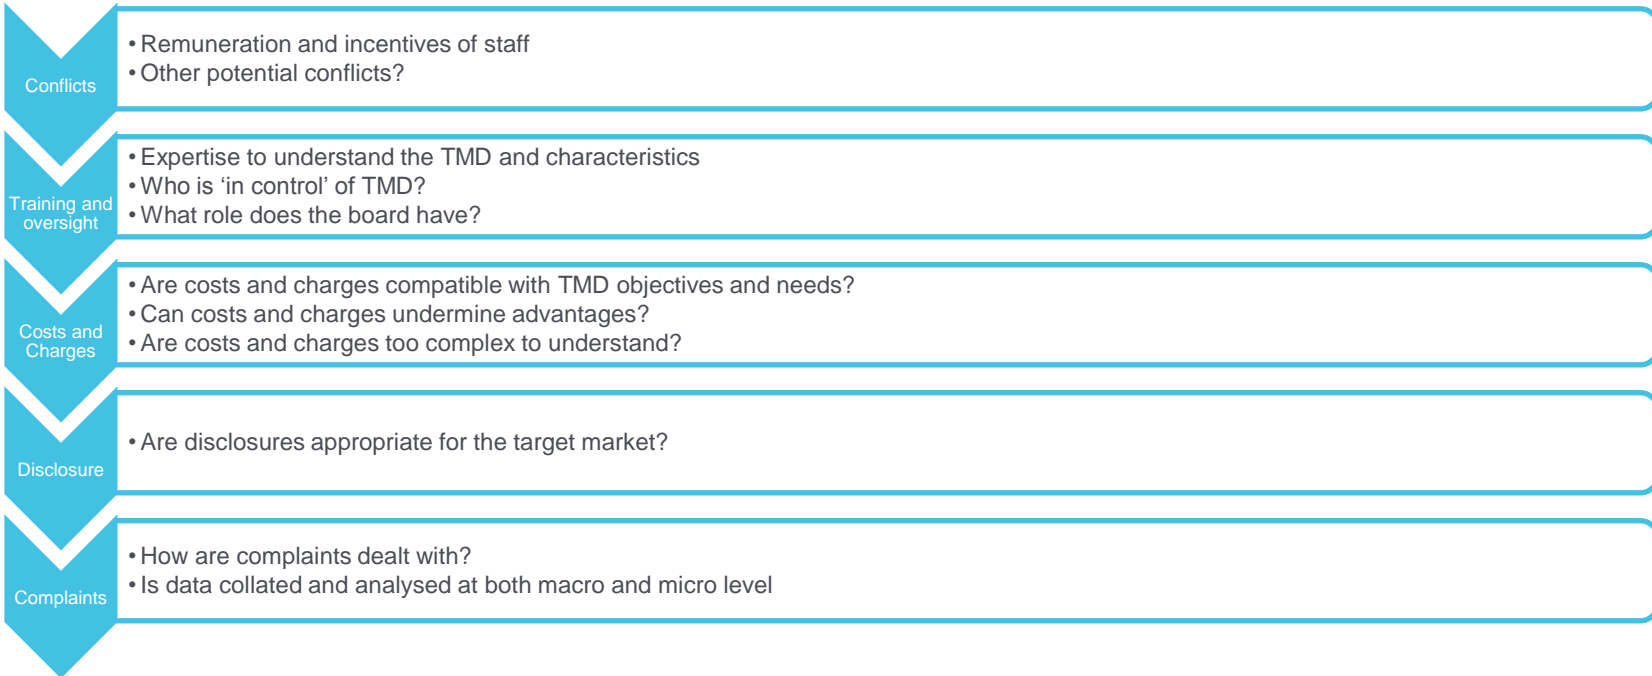 Conflicts
• Remuneration and incentives of staff
• Other potential conflicts?
Training and
oversight
• Expertise to understand the TMD and characteristics
• Who is ‘in control’ of TMD?
• What role does the board have?
Costs and
Charges
• Are costs and charges compatible with TMD objectives and needs?
• Can costs and charges undermine advantages?
• Are costs and charges too complex to understand?
Disclosure
• Are disclosures appropriate for the target market?
Complaints
• How are complaints dealt with?
• Is data collated and analysed at both macro and micro level